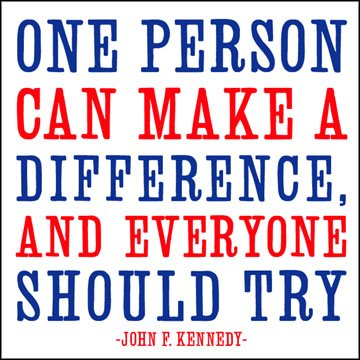 ONE PERSON
CAN MAKE A
DIFFERENCE,
AND EVERYONE
SHOULD TRY
-JOHN F. KENNEDY-